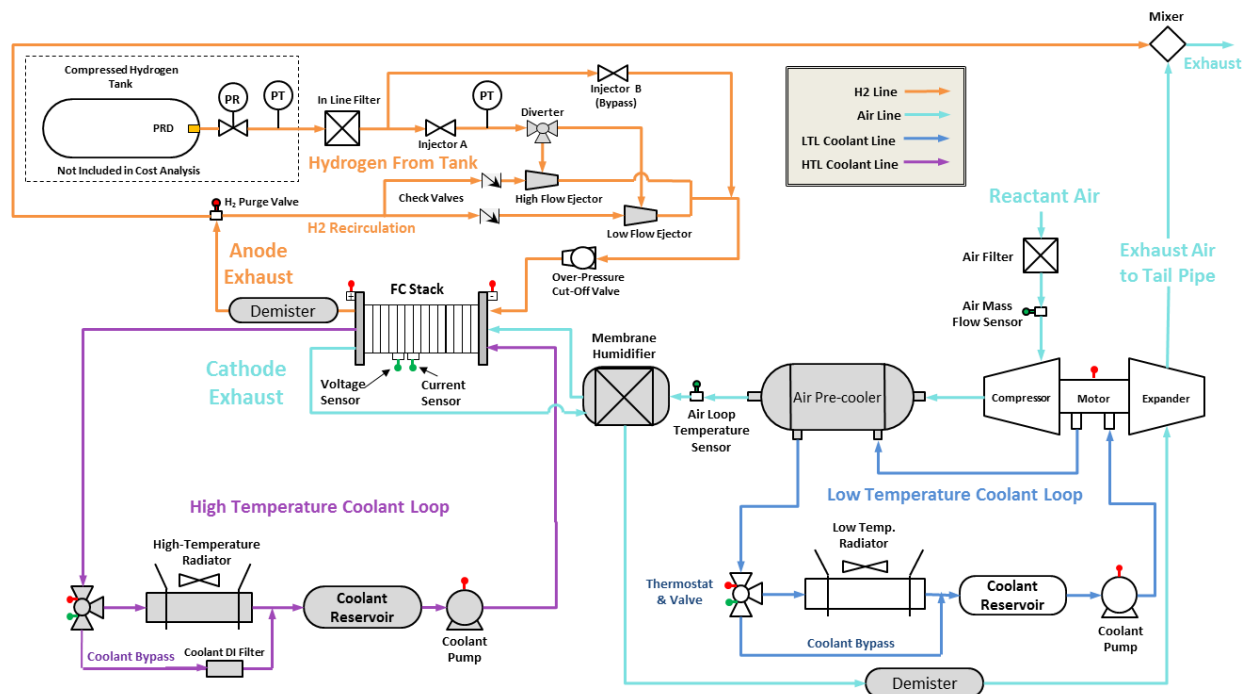 Mixer
Exhaust
Compressed Hydrogen
Tank
PR
PT
In Line Filter
PRD
Not Included in Cost Analysis
Hydrogen From Tank
Injector A
PT
Diverter
Injector B
(Bypass)
H2 Line
Air Line
LTL Coolant Line
HTL Coolant Line
H₂ Purge Valve
Check Valves
High Flow Ejector
H2 Recirculation
Low Flow Ejector
Reactant Air
Air Filter
Air Mass
Flow Sensor
Exhaust Air
to Tail Pipe
Anode
Exhaust
Over-Pressure
Cut-Off Valve
FC Stack
+
-
Demister
Cathode
Exhaust
Voltage
Sensor
Current
Sensor
Membrane
Humidifier
Air Loop
Temperature
Sensor
Air Pre-cooler
Compressor
Motor
Expander
High Temperature Coolant Loop
High-Temperature
Radiator
Coolant
Reservoir
Coolant
Pump
Coolant Bypass
Coolant DI Filter
Low Temperature Coolant Loop
Low Temp.
Radiator
Thermostat
& Valve
Coolant
Reservoir
Coolant
Pump
Coolant Bypass
Demister